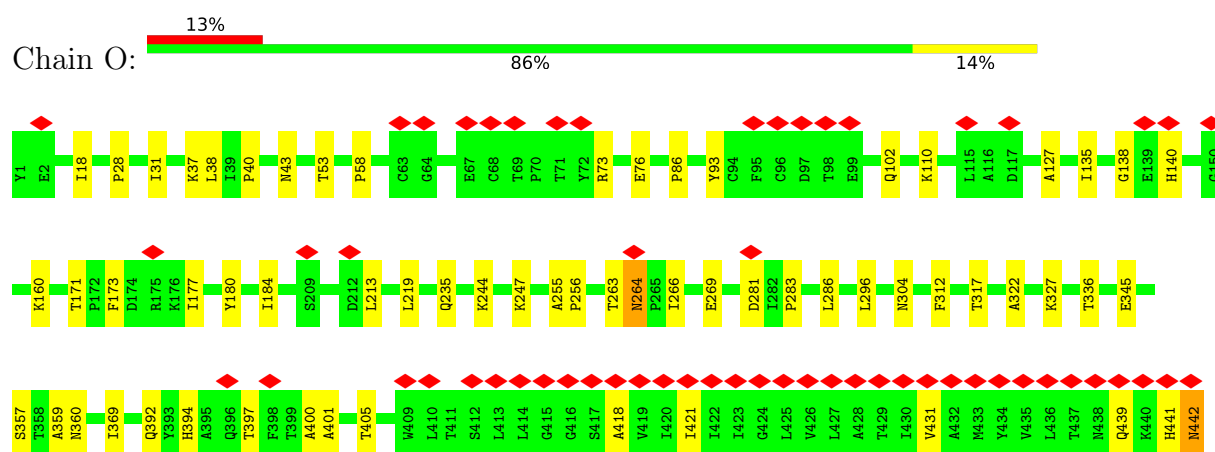 13%
Chain O:
86%
14%
Y1 E2 I18 P28 I31 K37 L38 I39 P40 N43 T53 P58 C63 G64 E67 C68 T69 P70 T71 Y72 R73 E76 P86 Y93 C94 F95 C96 D97 T98 E99 Q102 K110 L115 A116 D117 A127 I135 G138 E139 H140 G150
K160 T171 P172 F173 D174 R175 K176 I177 Y180 I184 S209 D212 L213 L219 Q235 K244 K247 A255 P256 T263 N264 P265 I266 E269 D281 I282 P283 L286 L296 N304 F312 T317 A322 K327 T336 E345
S357 T358 A359 N360 I369 Q392 Y393 H394 A395 Q396 T397 F398 T399 A400 A401 T405 W409 L410 T411 S412 L413 L414 G415 G416 S417 A418 V419 I420 I421 I422 I423 G424 L425 V426 L427 A428 T429 I430 V431 A432 M433 Y434 V435 L436 T437 N438 Q439 K440 H441 N442